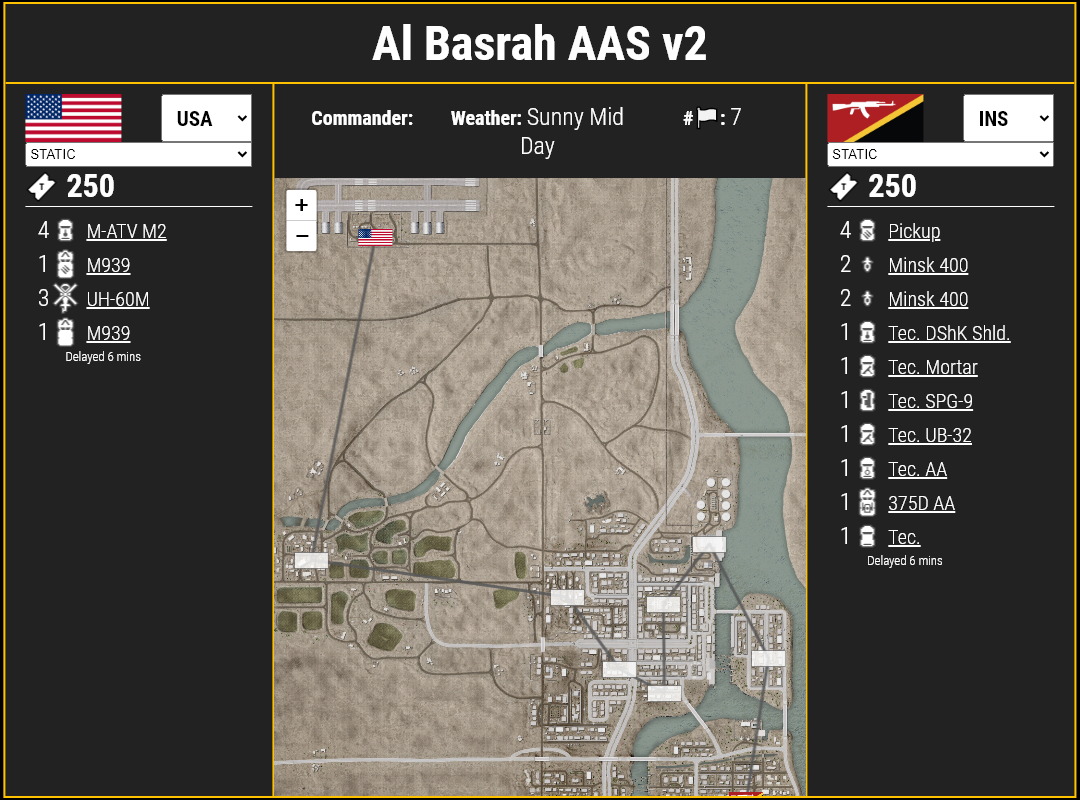 Al Basrah AAS v2
USA
STATIC
250
4 M-ATV M2
1 M939
3 UH-60M
1 M939
Delayed 6 mins
Commander:
Weather: Sunny Mid
Day
# : 7
+
−
INS
STATIC
250
4 Pickup
2 Minsk 400
2 Minsk 400
1 Tec. DShK Shld.
1 Tec. Mortar
1 Tec. SPG-9
1 Tec. UB-32
1 Tec. AA
1 375D AA
1 Tec.
Delayed 6 mins